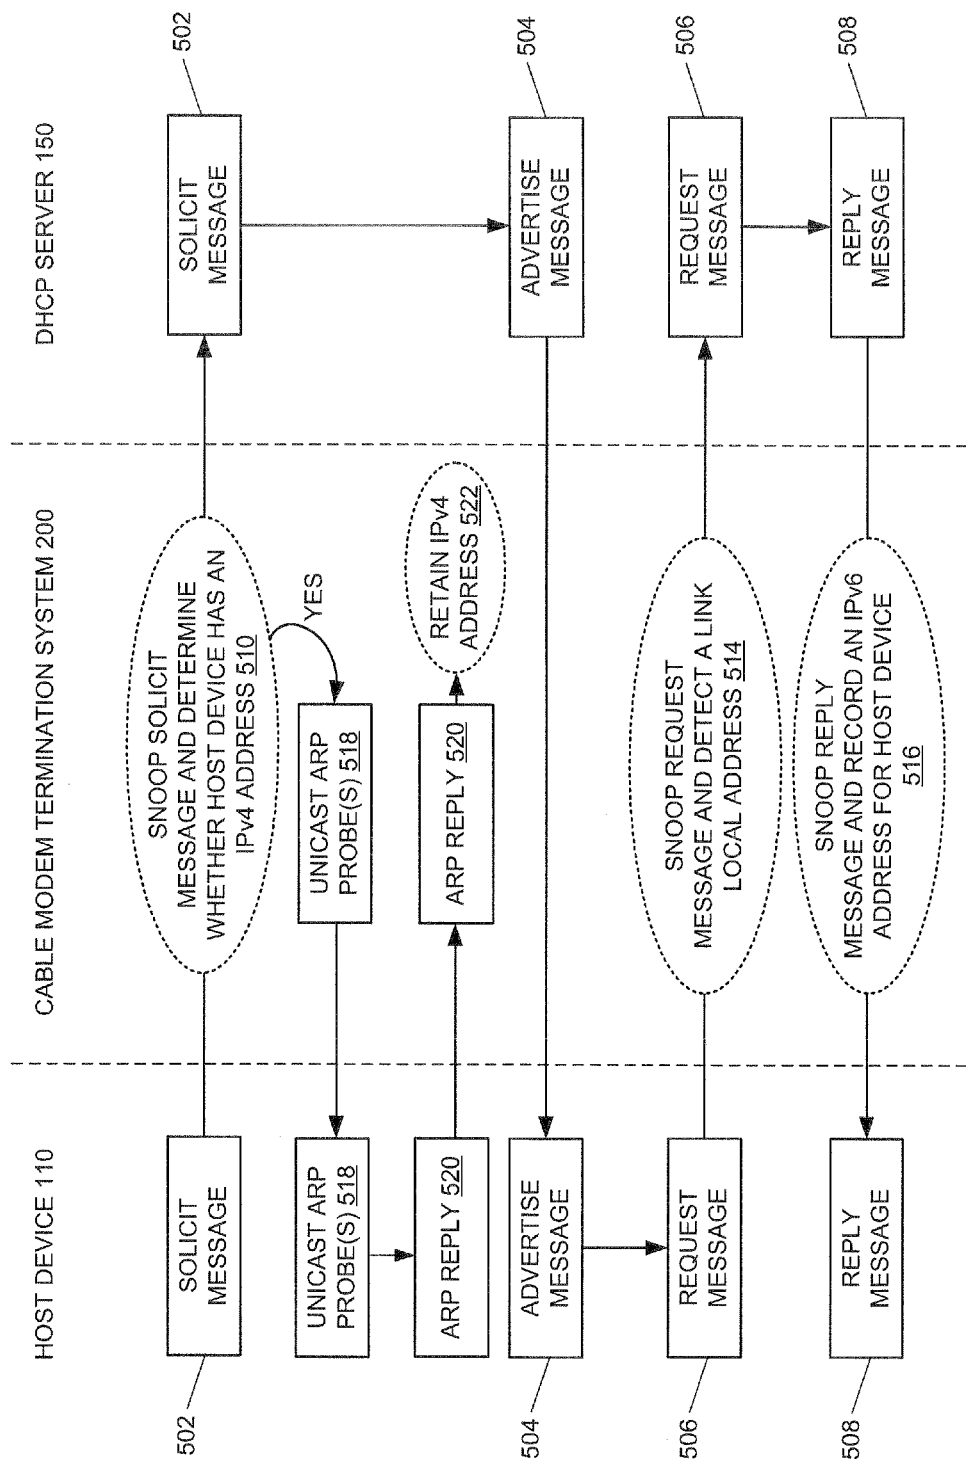 HOST DEVICE 110
CABLE MODEM TERMINATION SYSTEM 200
DHCP SERVER 150
502
SOLICIT
MESSAGE
SNOOP SOLICIT
MESSAGE AND DETERMINE
WHETHER HOST DEVICE HAS AN
IPv4 ADDRESS 510
SOLICIT
MESSAGE
502
YES
UNICAST ARP
PROBE(S) 518
UNICAST ARP
PROBE(S) 518
ARP REPLY 520
ARP REPLY 520
RETAIN IPv4
ADDRESS 522
504
ADVERTISE
MESSAGE
ADVERTISE
MESSAGE
504
506
REQUEST
MESSAGE
SNOOP REQUEST
MESSAGE AND DETECT A LINK
LOCAL ADDRESS 514
REQUEST
MESSAGE
506
508
REPLY
MESSAGE
SNOOP REPLY
MESSAGE AND RECORD AN IPv6
ADDRESS FOR HOST DEVICE
516
REPLY
MESSAGE
508